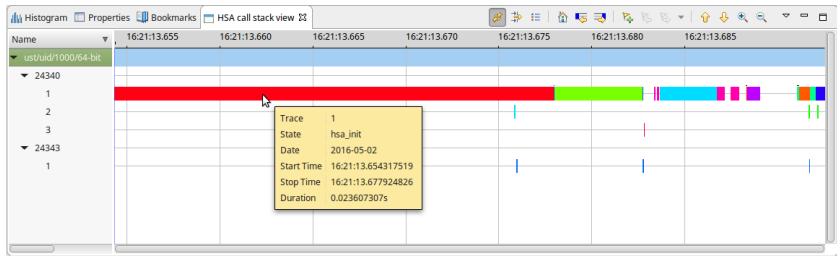 Histogram Properties Bookmarks HSA call stack view
Name 16:21:13.655 16:21:13.660 16:21:13.665 16:21:13.670 16:21:13.675 16:21:13.680 16:21:13.685
ust/uid/1000/64-bit
24340
1
2
3
24343
1
Trace 1
State hsa_init
Date 2016-05-02
Start Time 16:21:13.654317519
Stop Time 16:21:13.677924826
Duration 0.023607307s